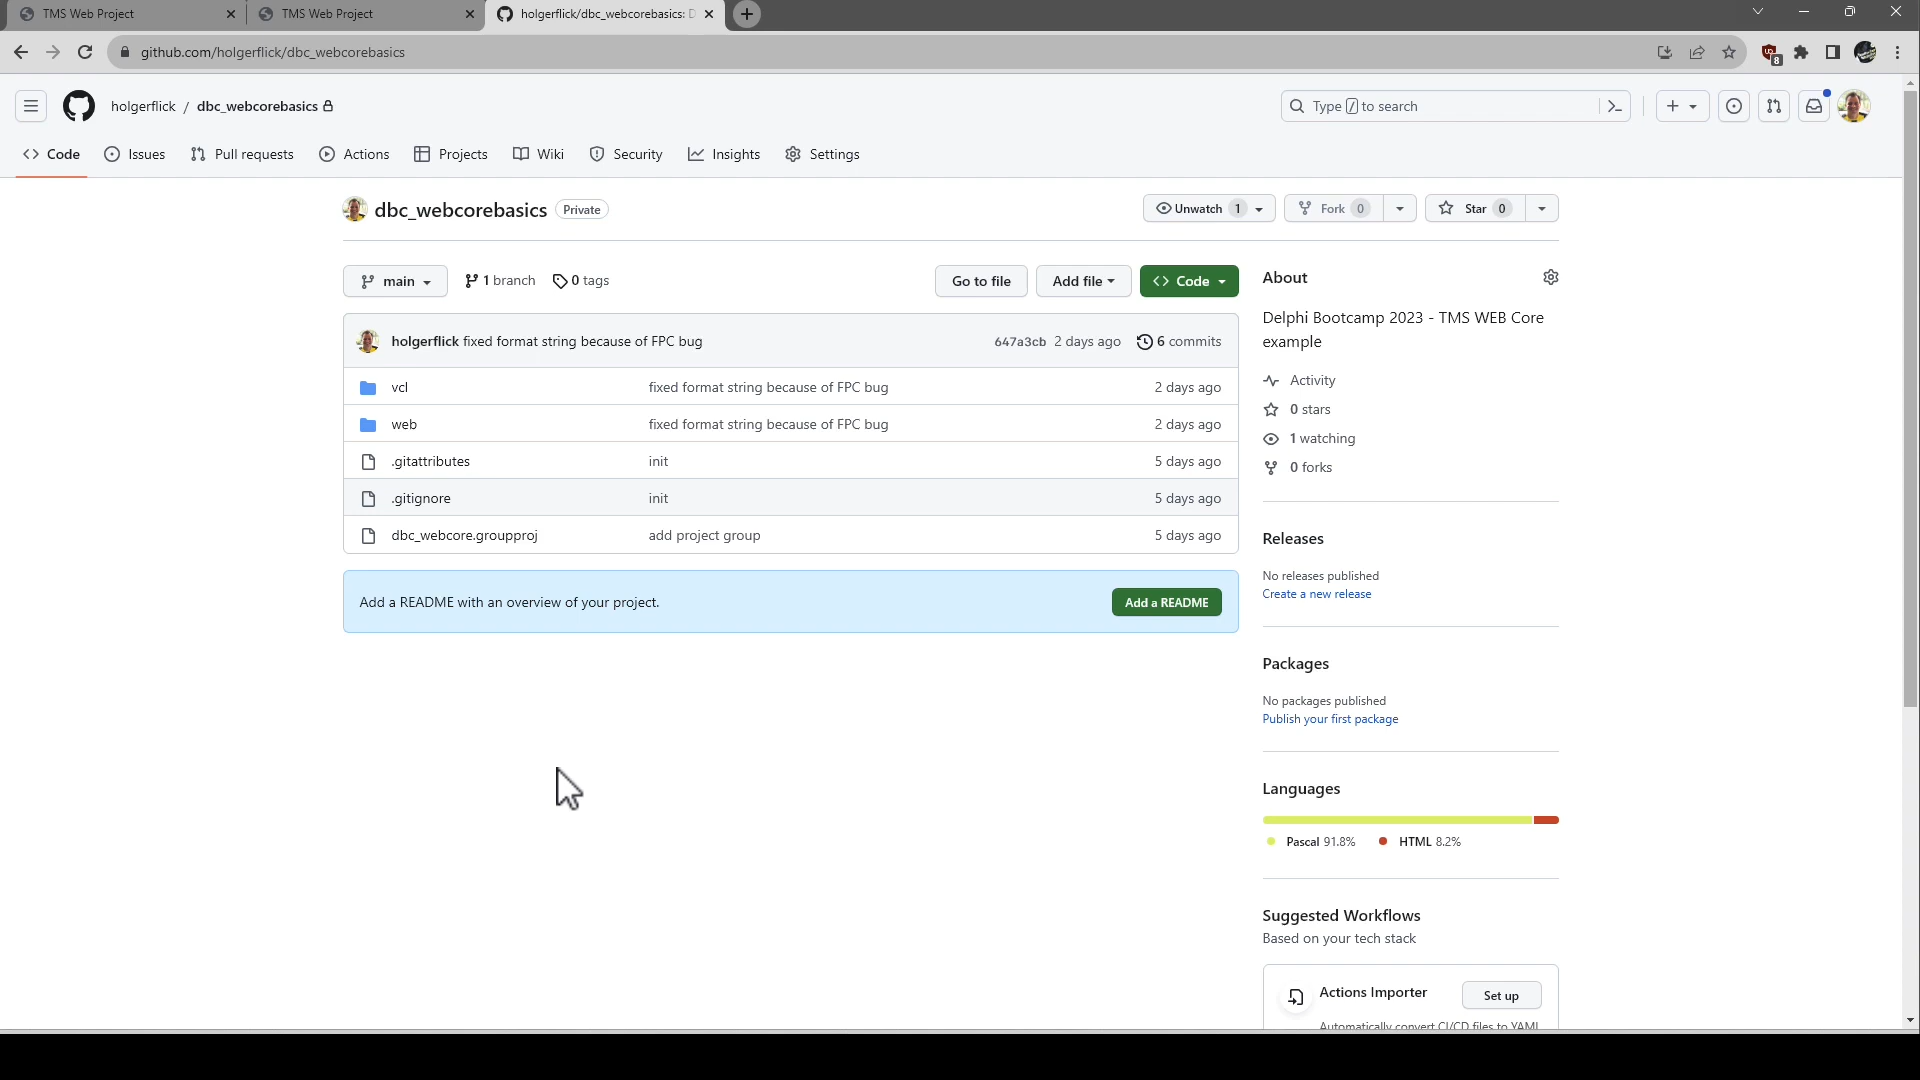 TMS Web Project
TMS Web Project
holgerflick/dbc_webcorebasics: D
github.com/holgerflick/dbc_webcorebasics
8
holgerflick / dbc_webcorebasics
Type / to search
Code
Issues
Pull requests
Actions
Projects
Wiki
Security
Insights
Settings
dbc_webcorebasics
Private
Unwatch 1
Fork 0
Star 0
main
1 branch
0 tags
Go to file
Add file
Code
holgerflick fixed format string because of FPC bug
647a3cb 2 days ago
6 commits
vcl fixed format string because of FPC bug 2 days ago
web fixed format string because of FPC bug 2 days ago
.gitattributes init 5 days ago
.gitignore init 5 days ago
dbc_webcore.groupproj add project group 5 days ago
Add a README with an overview of your project.
Add a README
About
Delphi Bootcamp 2023 - TMS WEB Core
example
Activity
0 stars
1 watching
0 forks
Releases
No releases published
Create a new release
Packages
No packages published
Publish your first package
Languages
Pascal 91.8% HTML 8.2%
Suggested Workflows
Based on your tech stack
Actions Importer
Set up
Automatically convert CI/CD files to YAML